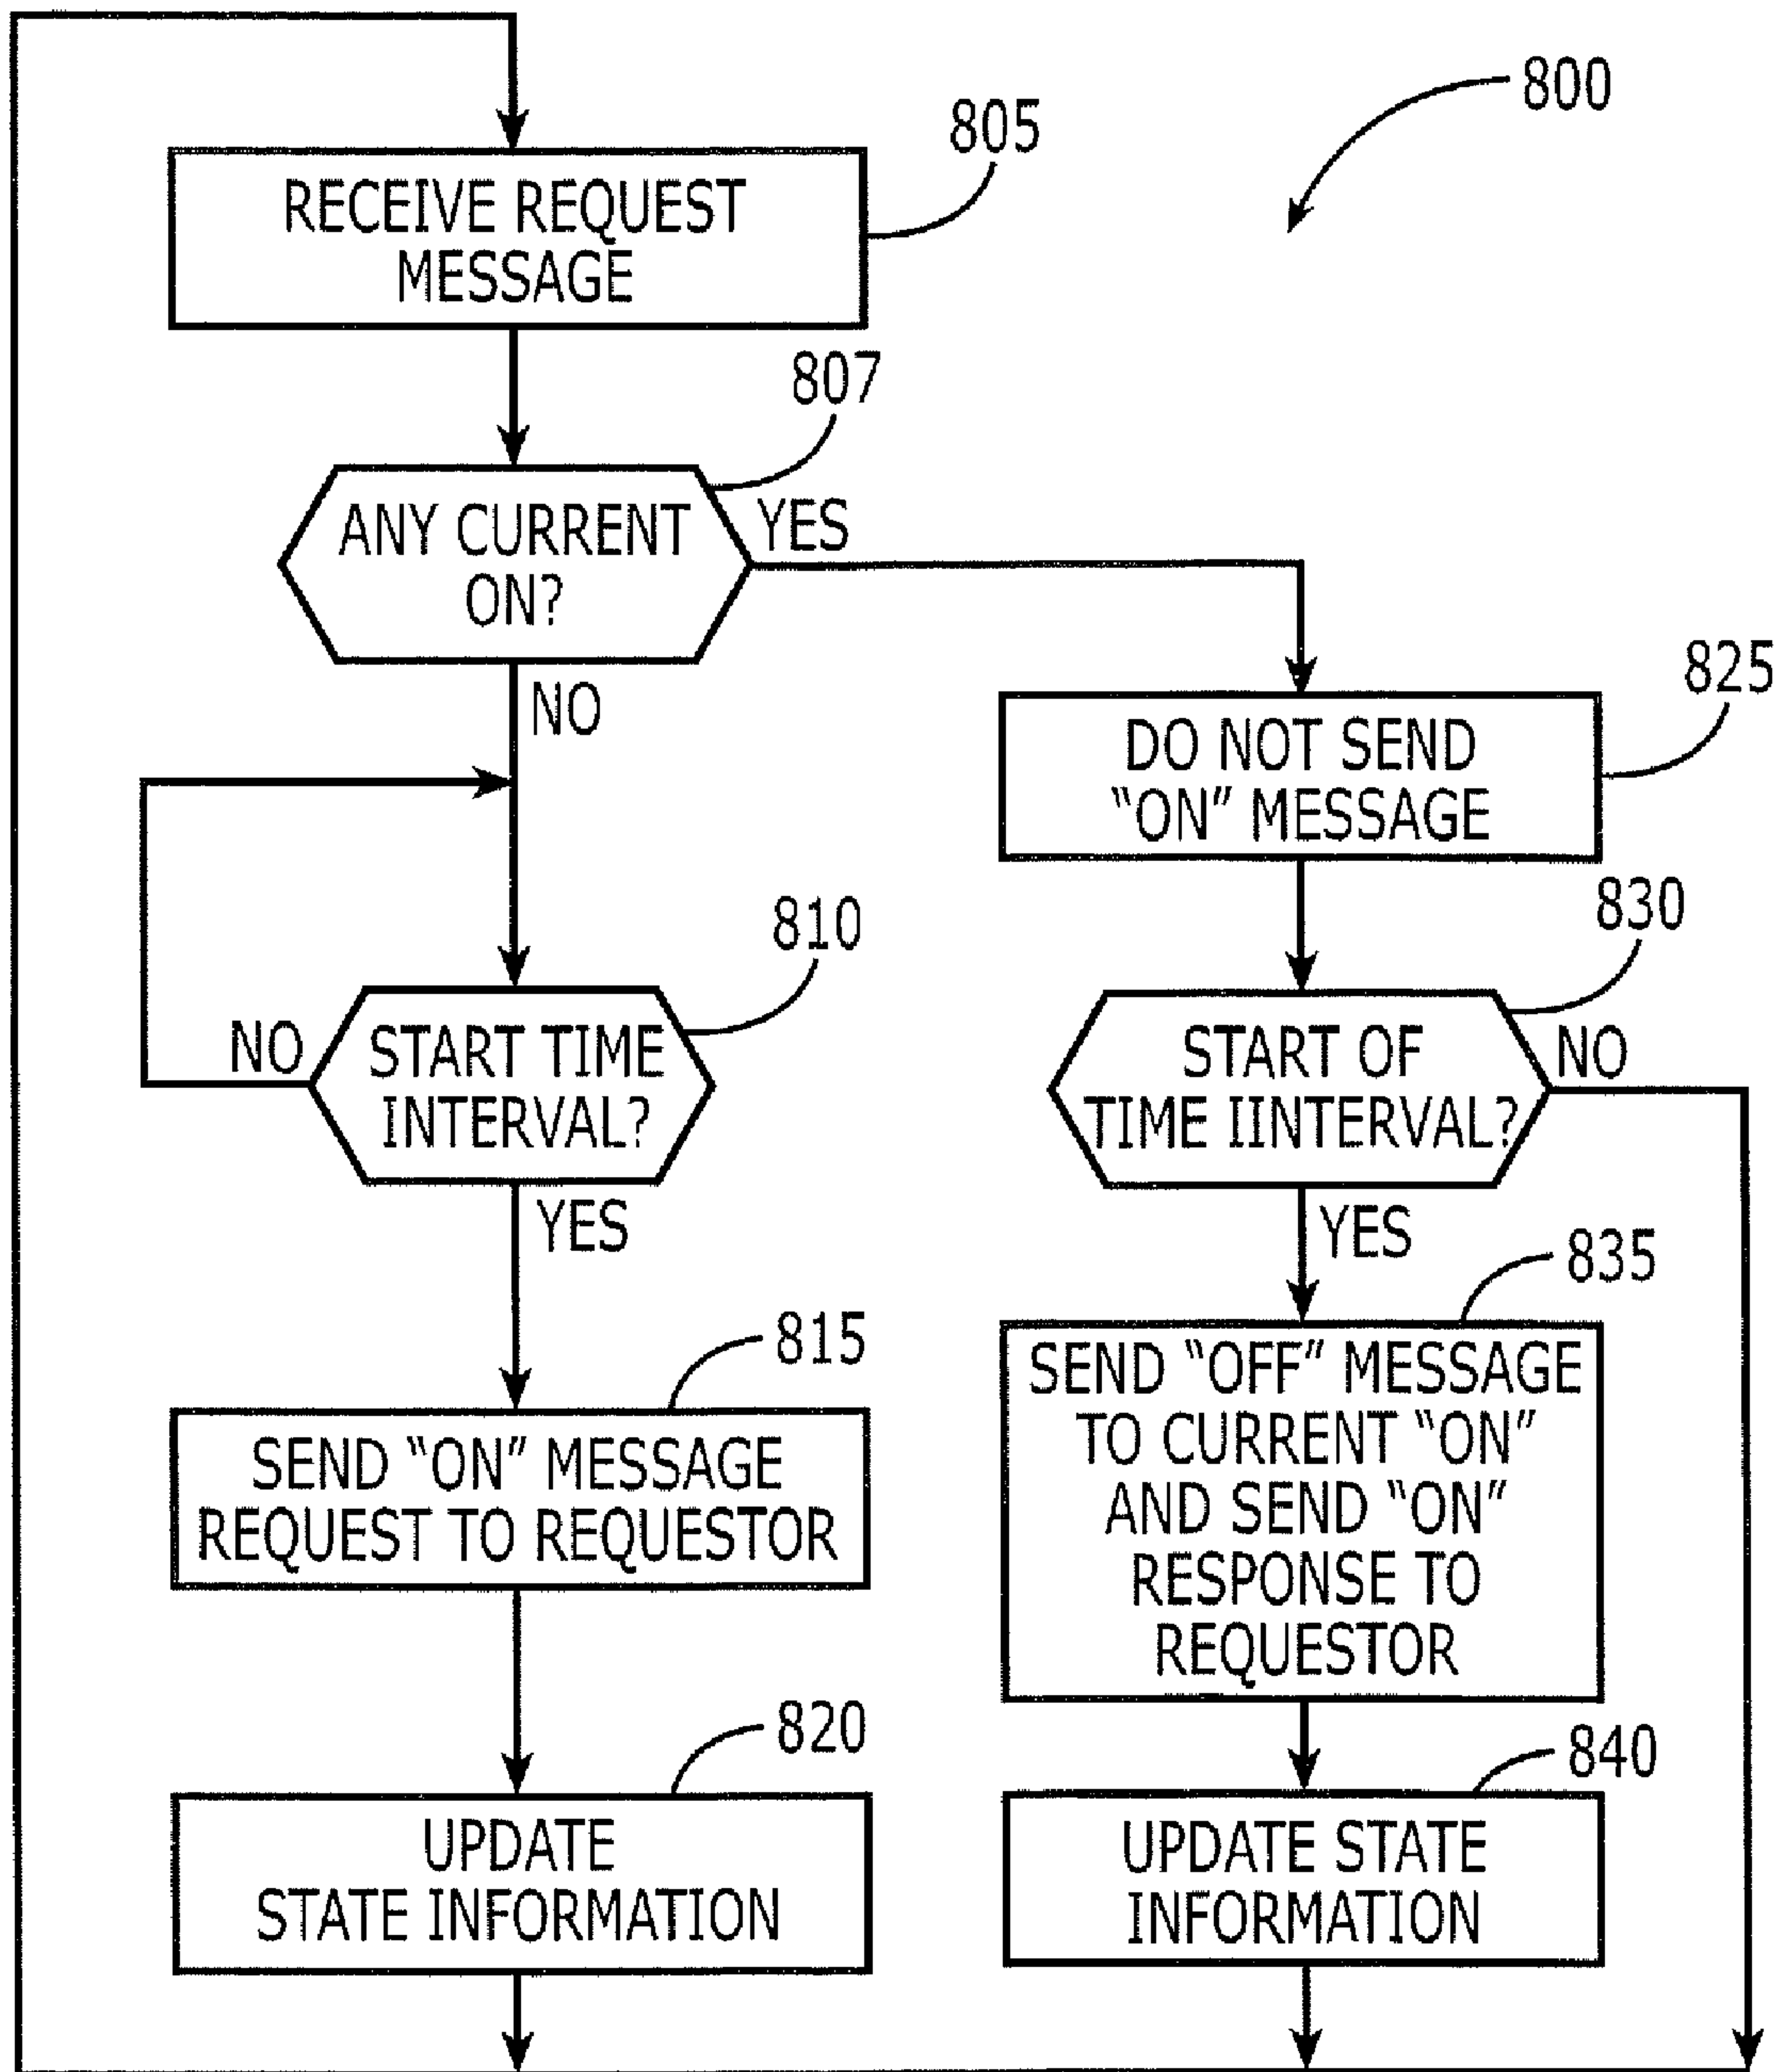 800
805
RECEIVE REQUEST
MESSAGE
807
ANY CURRENT
ON?
YES
NO
825
DO NOT SEND
“ON” MESSAGE
810
START TIME
INTERVAL?
NO
YES
830
START OF
TIME IINTERVAL?
NO
YES
815
SEND “ON” MESSAGE
REQUEST TO REQUESTOR
835
SEND “OFF” MESSAGE
TO CURRENT “ON”
AND SEND “ON”
RESPONSE TO
REQUESTOR
820
UPDATE
STATE INFORMATION
840
UPDATE STATE
INFORMATION